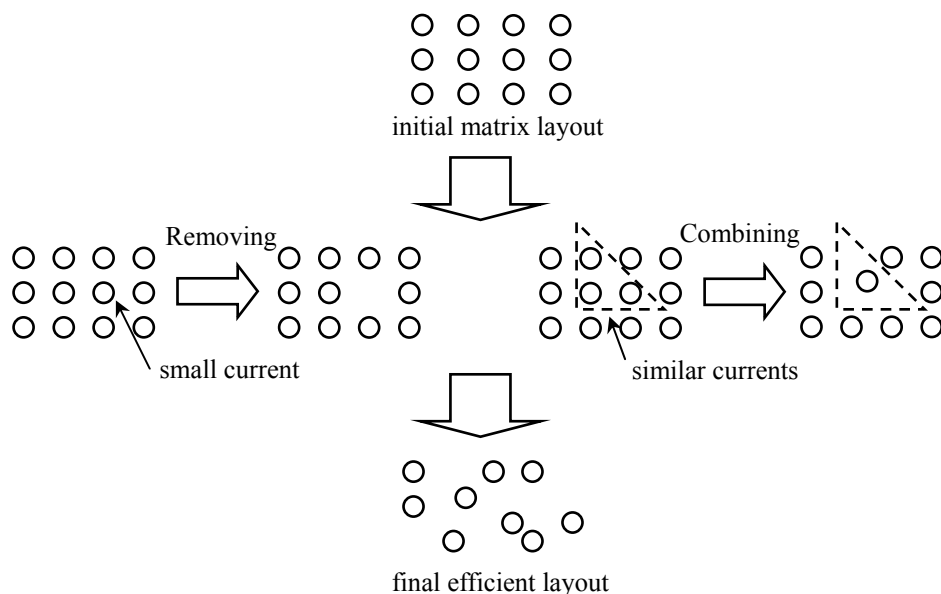 initial matrix layout
Removing
Combining
small current
similar currents
final efficient layout